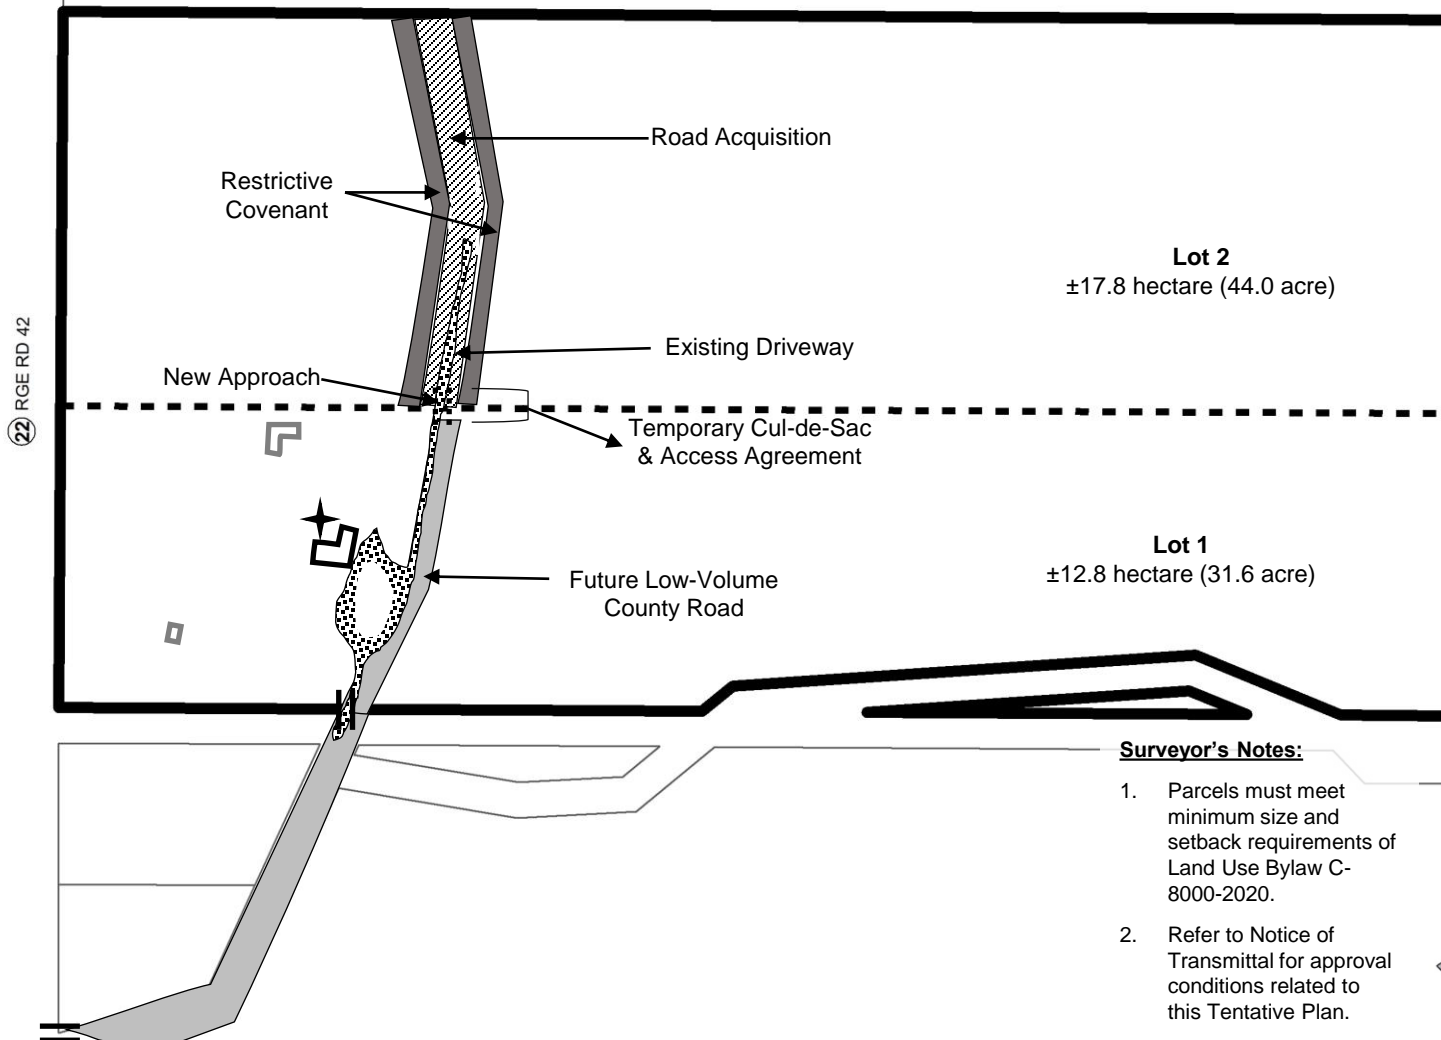 Road Acquisition
Restrictive
Covenant
Lot 2
±17.8 hectare (44.0 acre)
22 RGE RD 42
Existing Driveway
New Approach
Temporary Cul-de-Sac
& Access Agreement
Lot 1
±12.8 hectare (31.6 acre)
Future Low-Volume
County Road
Surveyor's Notes:
1. Parcels must meet
minimum size and
setback requirements of
Land Use Bylaw C-
8000-2020.
2. Refer to Notice of
Transmittal for approval
conditions related to
this Tentative Plan.